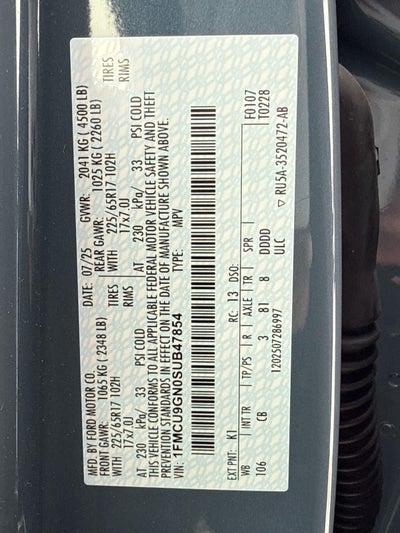 MFD. BY FORD MOTOR CO. DATE: 07/25 GVWR: 2041 KG ( 4500 LB)
FRONT GAWR: 1065 KG ( 2348 LB) REAR GAWR: 1025 KG ( 2260 LB)
WITH 225/65R17 102H TIRES WITH 225/65R17 102H TIRES
17x7.0J RIMS 17x7.0J RIMS
AT 230 kPa/ 33 PSI COLD AT 230 kPa/ 33 PSI COLD
THIS VEHICLE CONFORMS TO ALL APPLICABLE FEDERAL MOTOR VEHICLE SAFETY AND THEFT
PREVENTION STANDARDS IN EFFECT ON THE DATE OF MANUFACTURE SHOWN ABOVE.
VIN: 1FMCU9GN0SUB47854 TYPE: MPV
F0107
T0228
EXT PNT: K1 RC: 13 DSO:
WB INT TR TP/PS R AXLE TR SPR
106 CB 3 81 8 DDDD
ULC
1202507286997
▽ RU5A-3520472-AB